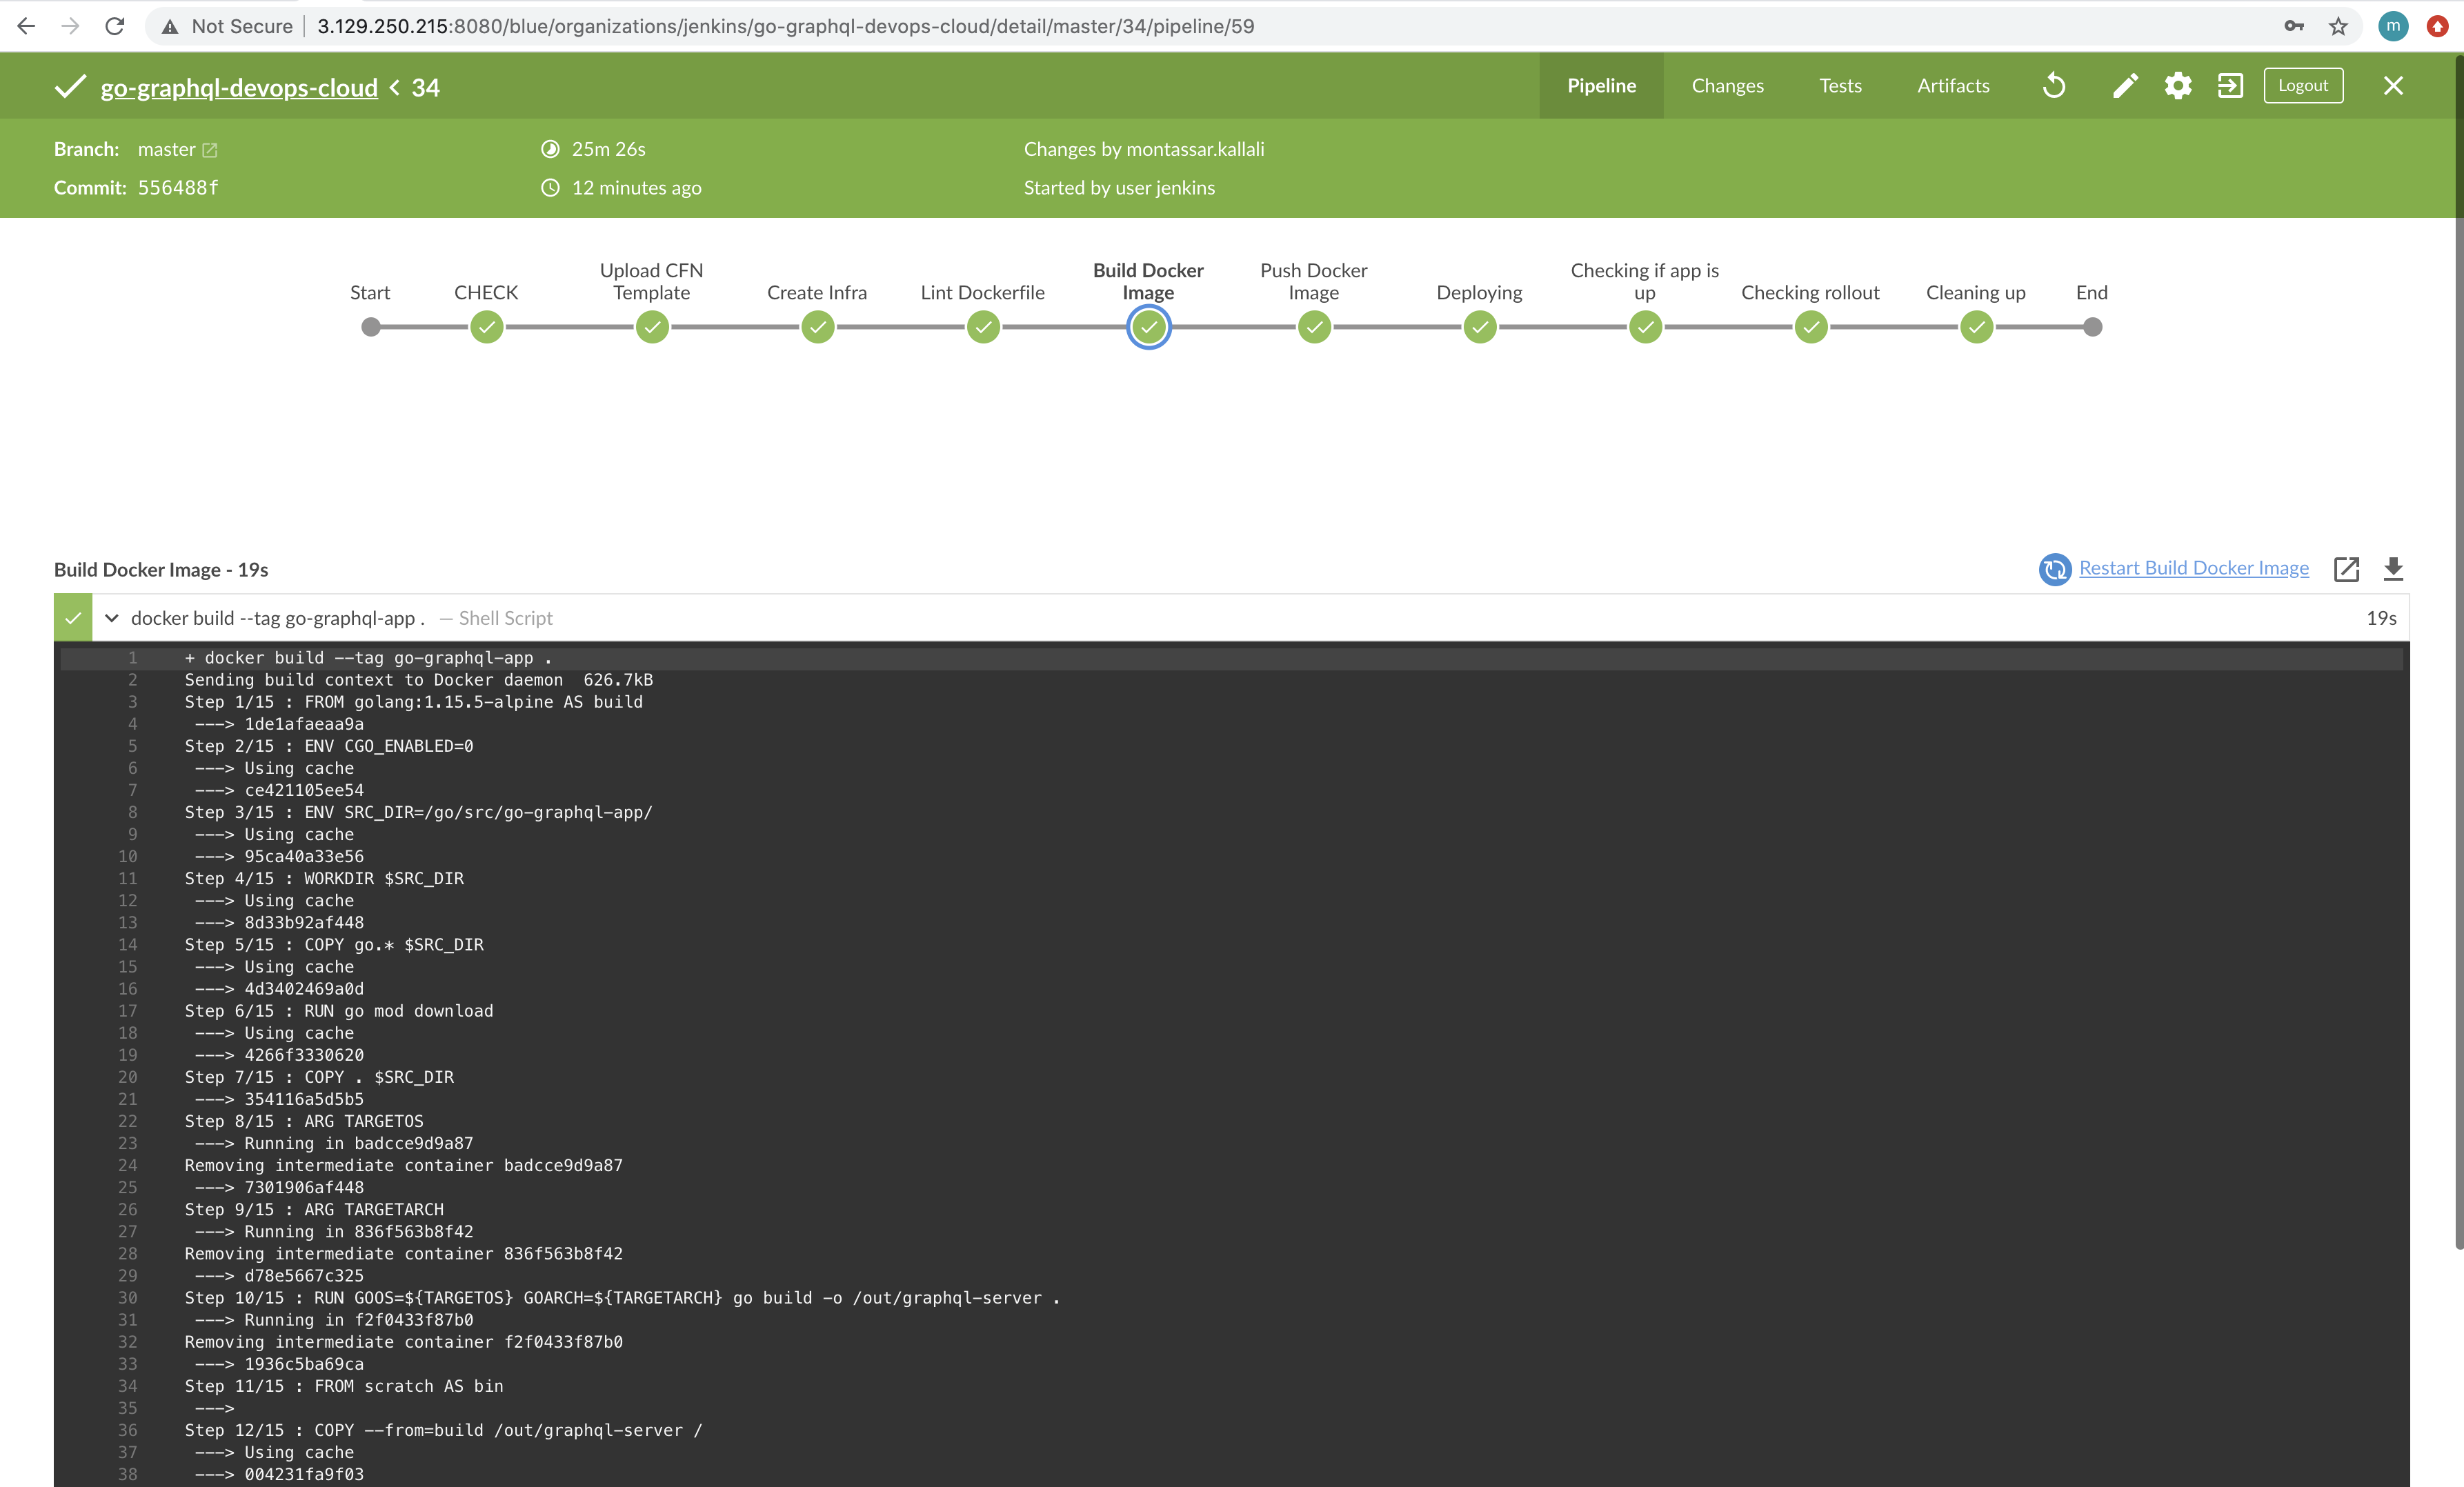 Not Secure 3.129.250.215:8080/blue/organizations/jenkins/go-graphql-devops-cloud/detail/master/34/pipeline/59 m
go-graphql-devops-cloud < 34 Pipeline Changes Tests Artifacts Logout
Branch: master 25m 26s Changes by montassar.kallali
Commit: 556488f 12 minutes ago Started by user jenkins
Upload CFN Build Docker Push Docker Checking if app is
Start CHECK Template Create Infra Lint Dockerfile Image Image Deploying up Checking rollout Cleaning up End
Build Docker Image - 19s Restart Build Docker Image
docker build --tag go-graphql-app . — Shell Script 19s
1 + docker build --tag go-graphql-app .
2 Sending build context to Docker daemon  626.7kB
3 Step 1/15 : FROM golang:1.15.5-alpine AS build
4 ---> 1de1afaeaa9a
5 Step 2/15 : ENV CGO_ENABLED=0
6 ---> Using cache
7 ---> ce421105ee54
8 Step 3/15 : ENV SRC_DIR=/go/src/go-graphql-app/
9 ---> Using cache
10 ---> 95ca40a33e56
11 Step 4/15 : WORKDIR $SRC_DIR
12 ---> Using cache
13 ---> 8d33b92af448
14 Step 5/15 : COPY go.* $SRC_DIR
15 ---> Using cache
16 ---> 4d3402469a0d
17 Step 6/15 : RUN go mod download
18 ---> Using cache
19 ---> 4266f3330620
20 Step 7/15 : COPY . $SRC_DIR
21 ---> 354116a5d5b5
22 Step 8/15 : ARG TARGETOS
23 ---> Running in badcce9d9a87
24 Removing intermediate container badcce9d9a87
25 ---> 7301906af448
26 Step 9/15 : ARG TARGETARCH
27 ---> Running in 836f563b8f42
28 Removing intermediate container 836f563b8f42
29 ---> d78e5667c325
30 Step 10/15 : RUN GOOS=${TARGETOS} GOARCH=${TARGETARCH} go build -o /out/graphql-server .
31 ---> Running in f2f0433f87b0
32 Removing intermediate container f2f0433f87b0
33 ---> 1936c5ba69ca
34 Step 11/15 : FROM scratch AS bin
35 --->
36 Step 12/15 : COPY --from=build /out/graphql-server /
37 ---> Using cache
38 ---> 004231fa9f03